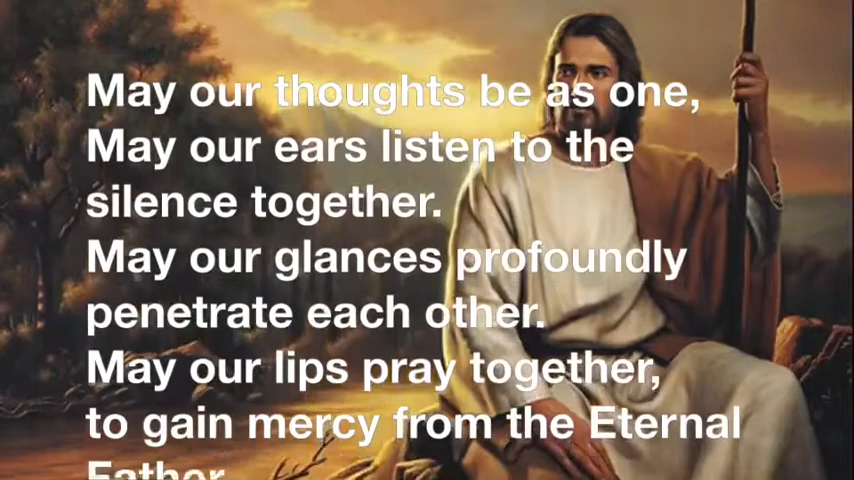 May our thoughts be as one,
May our ears listen to the
silence together.
May our glances profoundly
penetrate each other.
May our lips pray together,
to gain mercy from the Eternal
Father